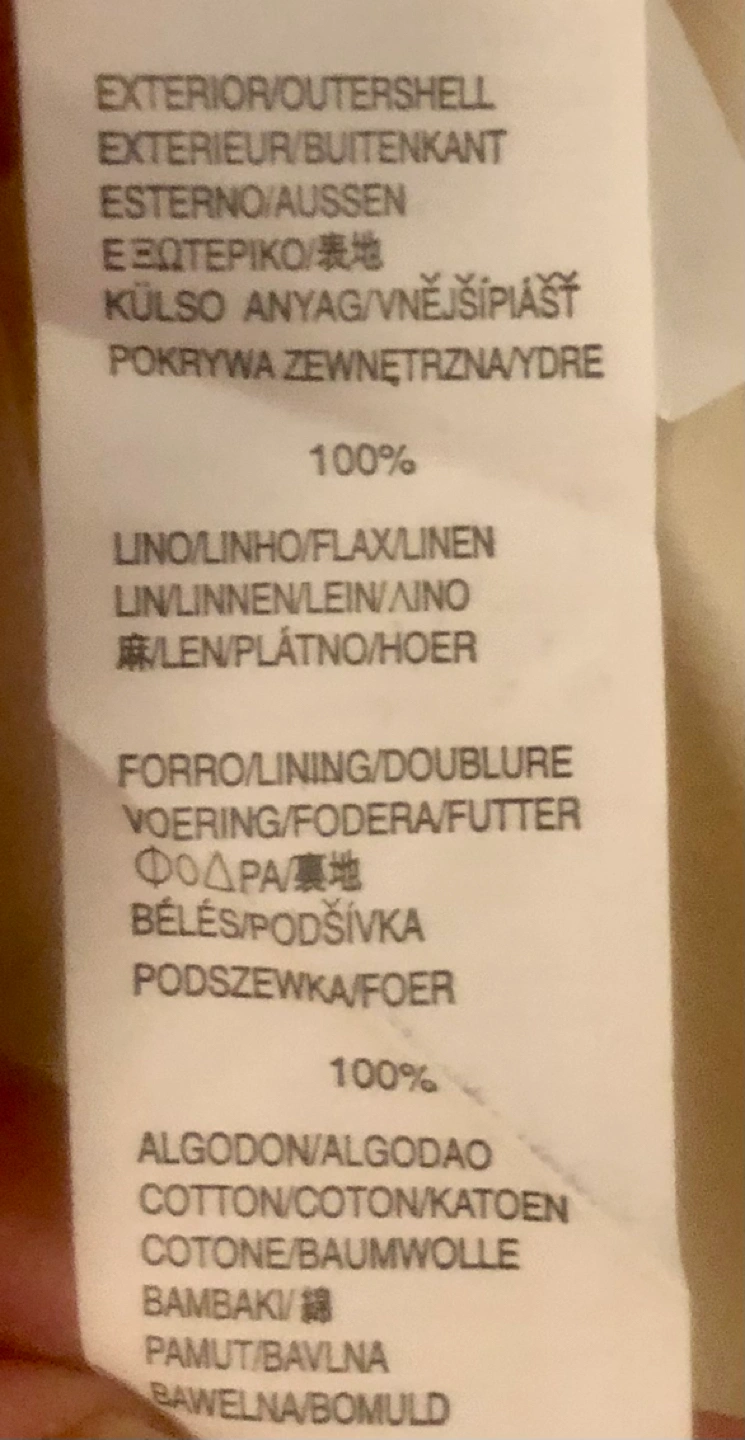 EXTERIOR/OUTERSHELL
EXTERIEUR/BUITENKANT
ESTERNO/AUSSEN
ΕΞΩΤΕΡΙΚΟ/表地
KÜLSO ANYAG/VNĚJŠÍPIÁŠŤ
POKRYWA ZEWNĘTRZNA/YDRE
100%
LINO/LINHO/FLAX/LINEN
LIN/LINNEN/LEIN/ΛΙΝΟ
麻/LEN/PLÁTNO/HOER
FORRO/LINING/DOUBLURE
VOERING/FODERA/FUTTER
ΦΟΔΡΑ/裏地
BÉLÉS/PODŠÍVKA
PODSZEWKA/FOER
100%
ALGODON/ALGODAO
COTTON/COTON/KATOEN
COTONE/BAUMWOLLE
BAMBAKI/綿
PAMUT/BAVLNA
BAWELNA/BOMULD